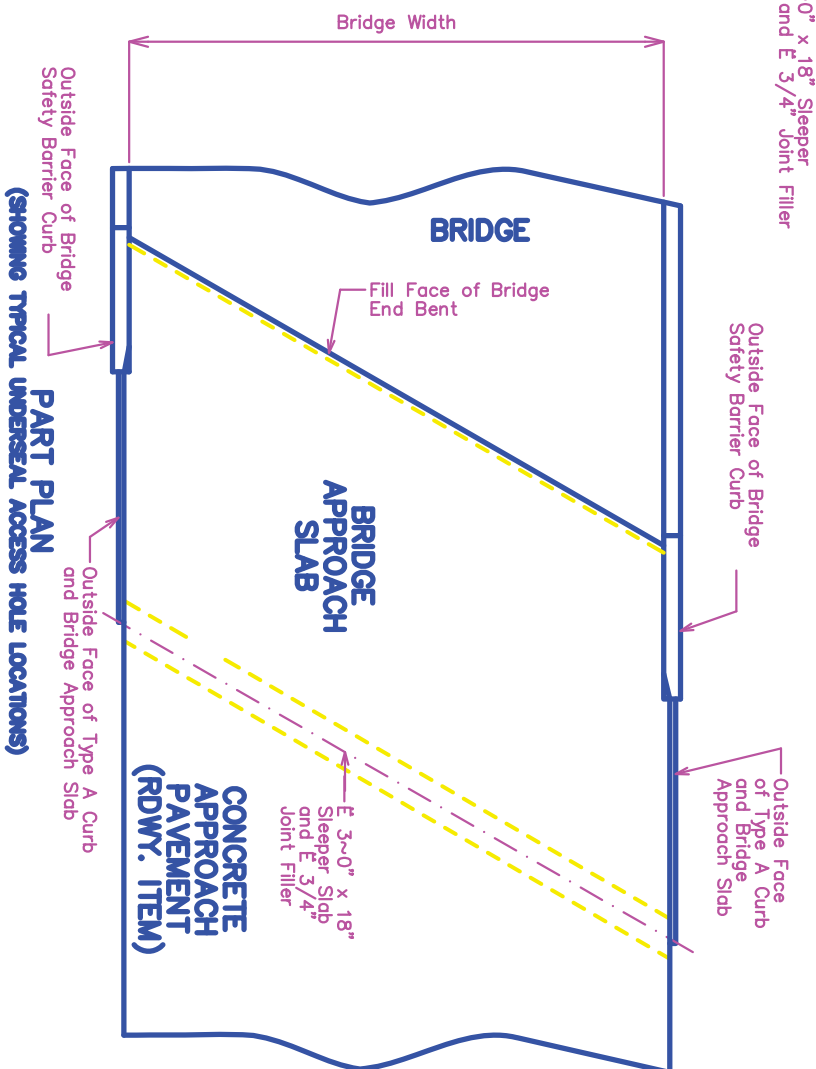 0" x 18" Sleeper
and È 3/4" Joint Filler
Bridge Width
BRIDGE
Fill Face of Bridge
End Bent
Outside Face of Bridge
Safety Barrier Curb
Outside Face of Bridge
Safety Barrier Curb
BRIDGE
APPROACH
SLAB
Outside Face of Type A Curb
and Bridge Approach Slab
Outside Face
of Type A Curb
and Bridge
Approach Slab
È 3~0" x 18"
Sleeper Slab
and È 3/4"
Joint Filler
CONCRETE
APPROACH
PAVEMENT
(RDWY. ITEM)
PART PLAN
(SHOWING TYPICAL UNDERSEAL ACCESS HOLE LOCATIONS)